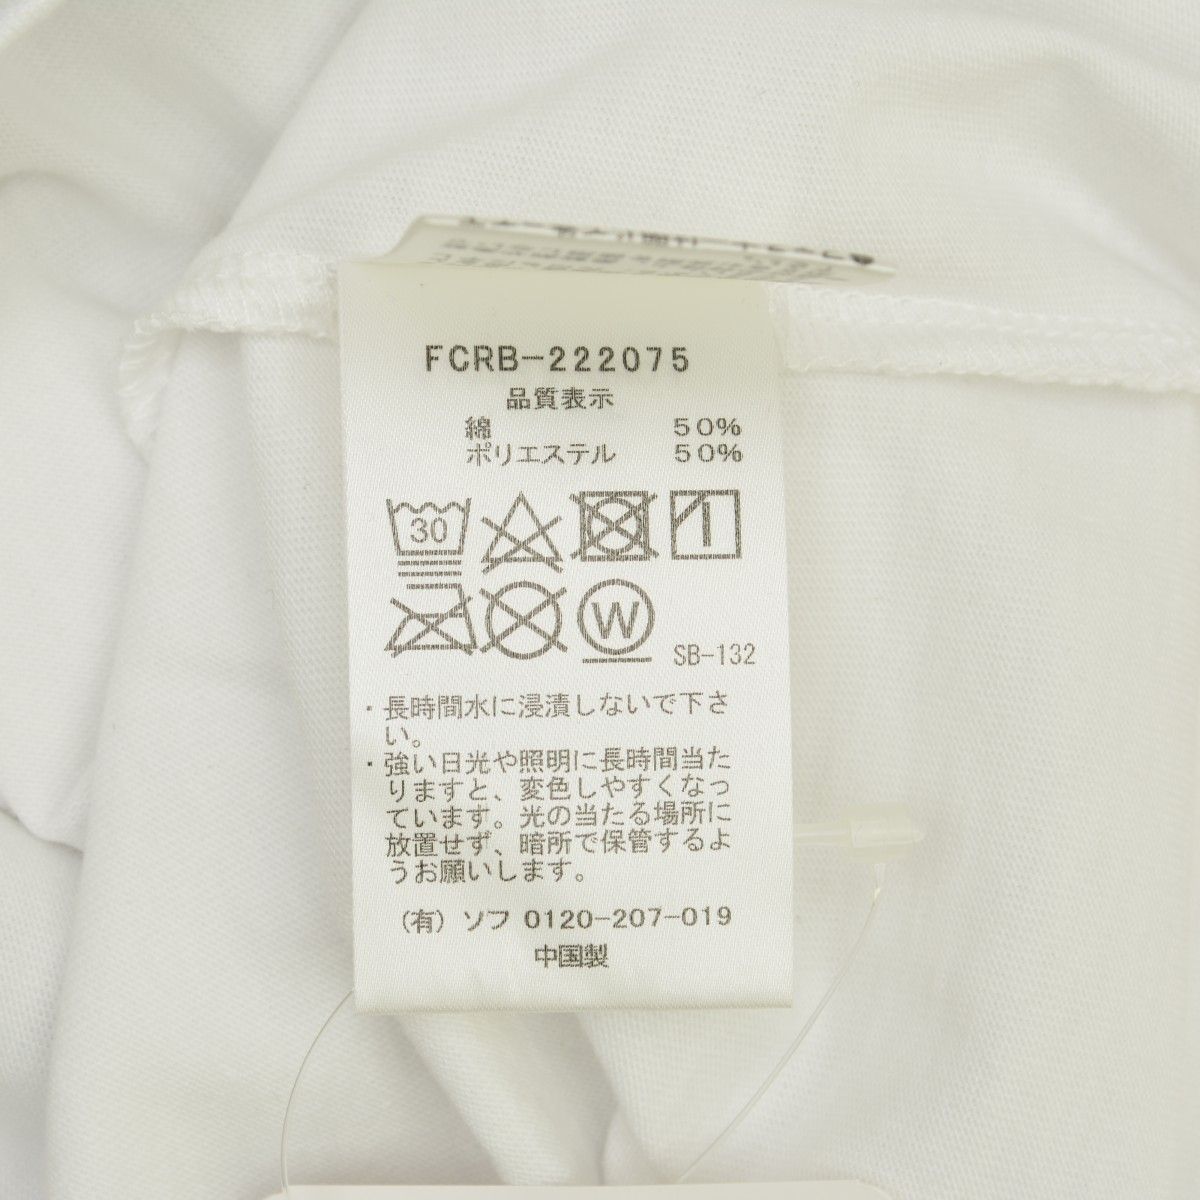 FCRB-222075
品質表示
綿 50%
ポリエステル 50%
30
W
SB-132
・長時間水に浸漬しないで下さ
い。
・強い日光や照明に長時間当た
りますと、変色しやすくなっ
ています。光の当たる場所に
放置せず、暗所で保管するよ
うお願いします。
(有) ソフ 0120-207-019
中国製